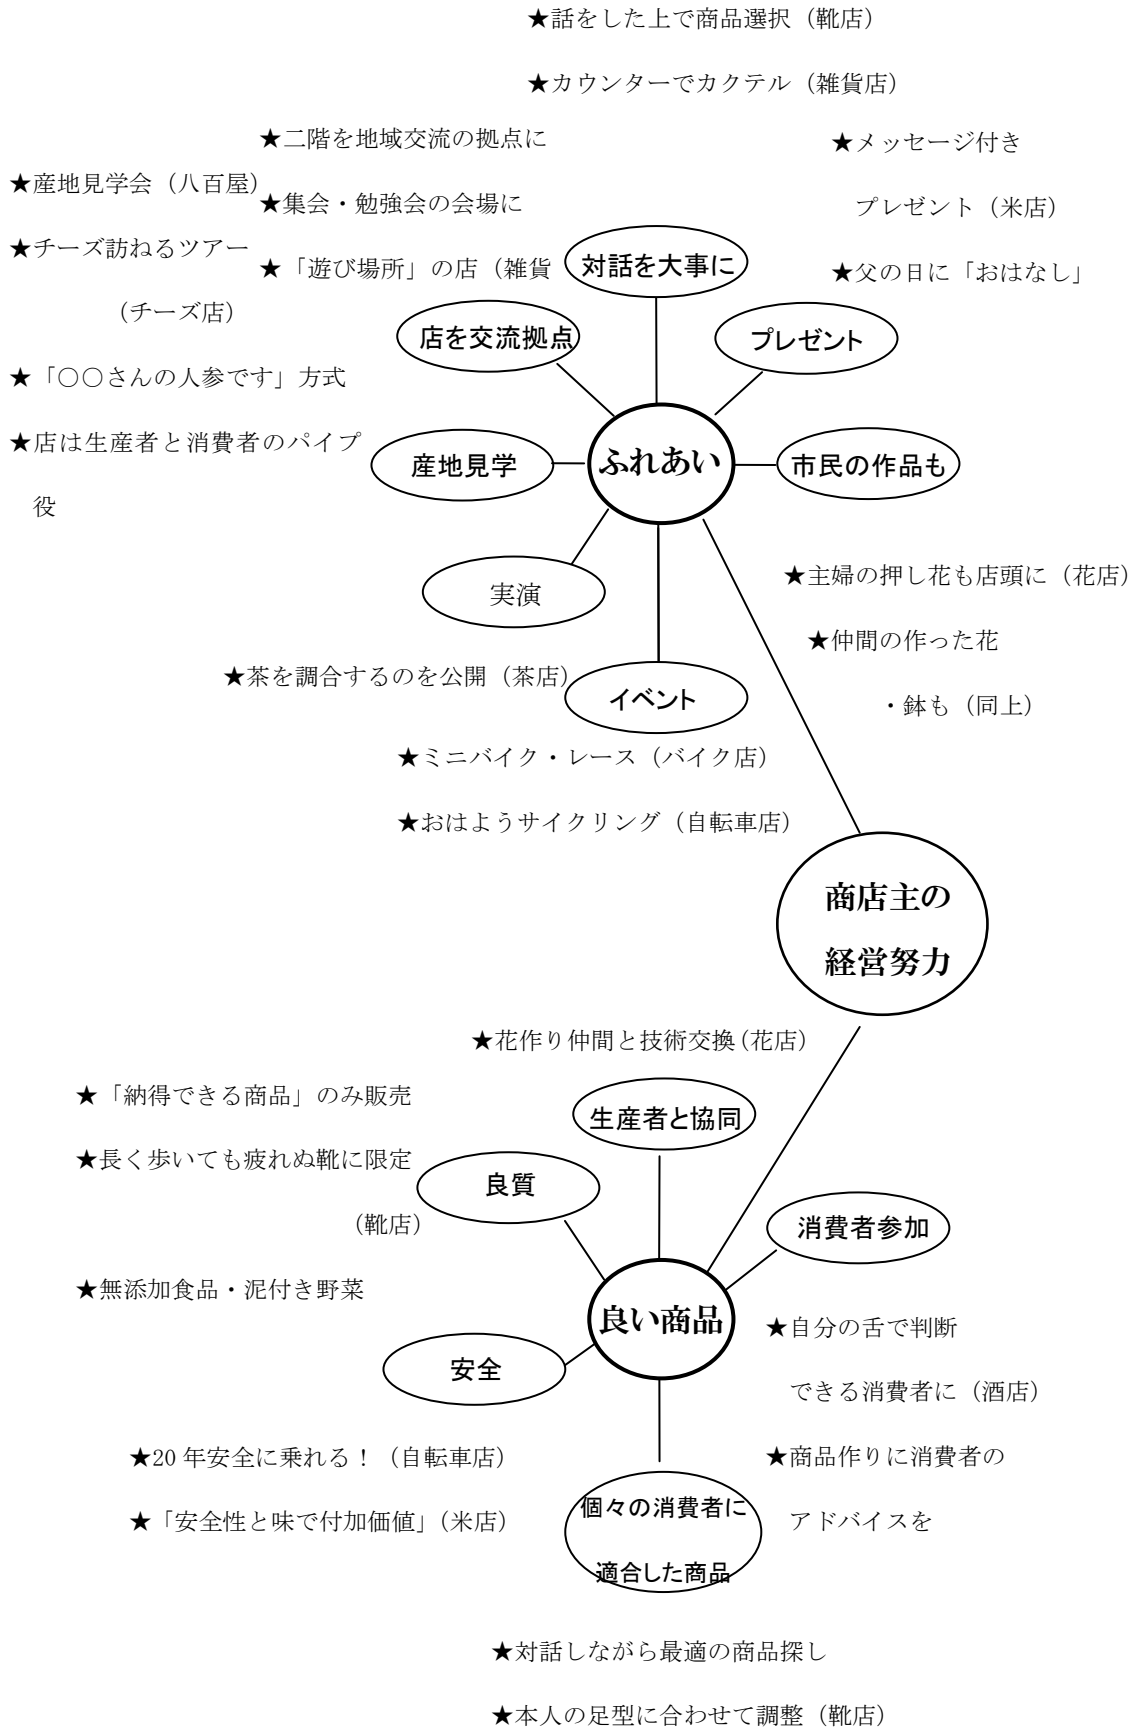 ★話をした上で商品選択（靴店）
★カウンターでカクテル（雑貨店）
★二階を地域交流の拠点に
★集会・勉強会の会場に
★「遊び場所」の店（雑貨
★メッセージ付き
プレゼント（米店）
★父の日に「おはなし」
★産地見学会（八百屋）
★チーズ訪ねるツアー
（チーズ店）
★「○○さんの人参です」方式
★店は生産者と消費者のパイプ
役
対話を大事に
店を交流拠点
プレゼント
産地見学
ふれあい
市民の作品も
実演
イベント
★主婦の押し花も店頭に（花店）
★仲間の作った花
・鉢も（同上）
★茶を調合するのを公開（茶店）
★ミニバイク・レース（バイク店）
★おはようサイクリング（自転車店）
商店主の
経営努力
★花作り仲間と技術交換（花店）
★「納得できる商品」のみ販売
★長く歩いても疲れぬ靴に限定
（靴店）
★無添加食品・泥付き野菜
生産者と協同
良質
消費者参加
良い商品
安全
★自分の舌で判断
できる消費者に（酒店）
★商品作りに消費者の
アドバイスを
★20 年安全に乗れる！（自転車店）
★「安全性と味で付加価値」（米店）
個々の消費者に
適合した商品
★対話しながら最適の商品探し
★本人の足型に合わせて調整（靴店）